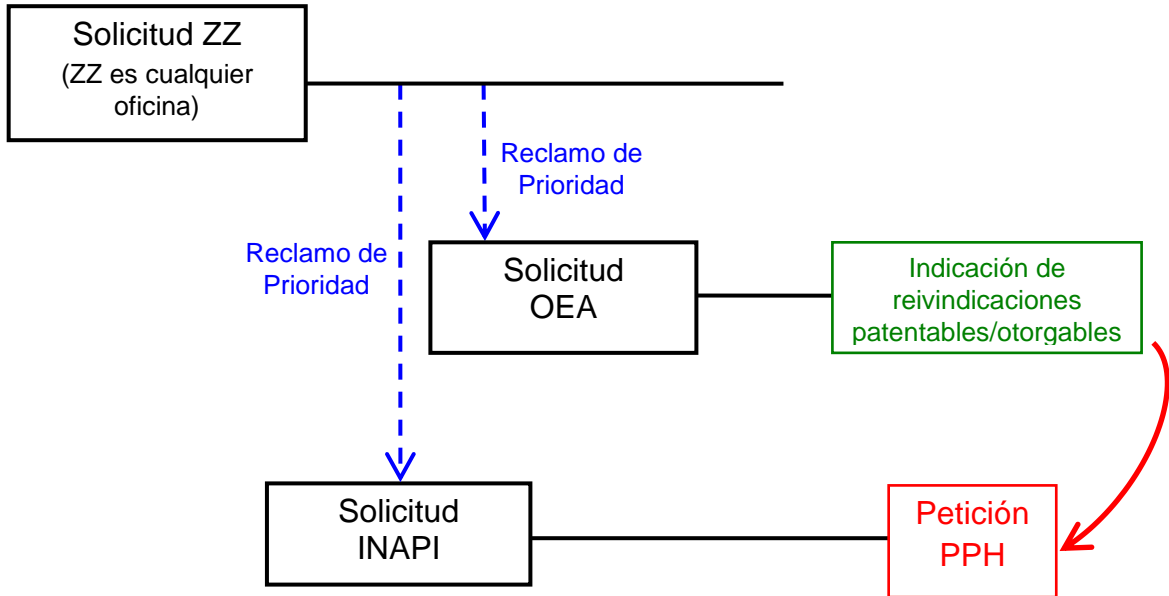 Solicitud ZZ
(ZZ es cualquier
oficina)
Reclamo de
Prioridad
Reclamo de
Prioridad
Solicitud
OEA
Indicación de
reivindicaciones
patentables/otorgables
Solicitud
INAPI
Petición
PPH